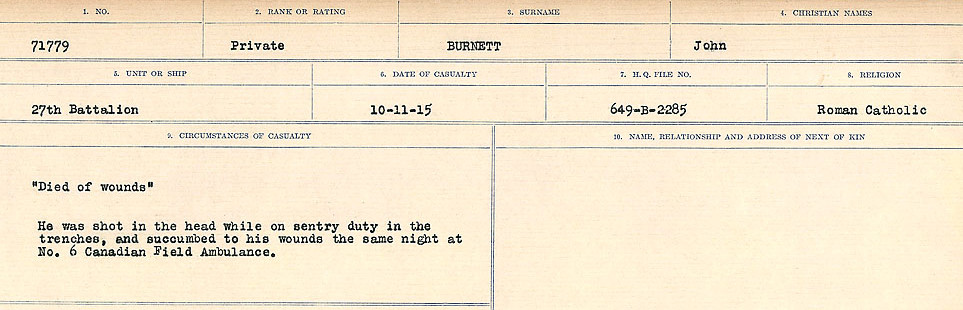 1. NO.
2. RANK OR RATING
3. SURNAME
4. CHRISTIAN NAMES
71779
Private
BURNETT
John
5. UNIT OR SHIP
6. DATE OF CASUALTY
7. H.Q. FILE NO.
8. RELIGION
27th Battalion
10-11-15
649-B-2285
Roman Catholic
9. CIRCUMSTANCES OF CASUALTY
10. NAME, RELATIONSHIP AND ADDRESS OF NEXT OF KIN
"Died of wounds"
He was shot in the head while on sentry duty in the
trenches, and succumbed to his wounds the same night at
No. 6 Canadian Field Ambulance.